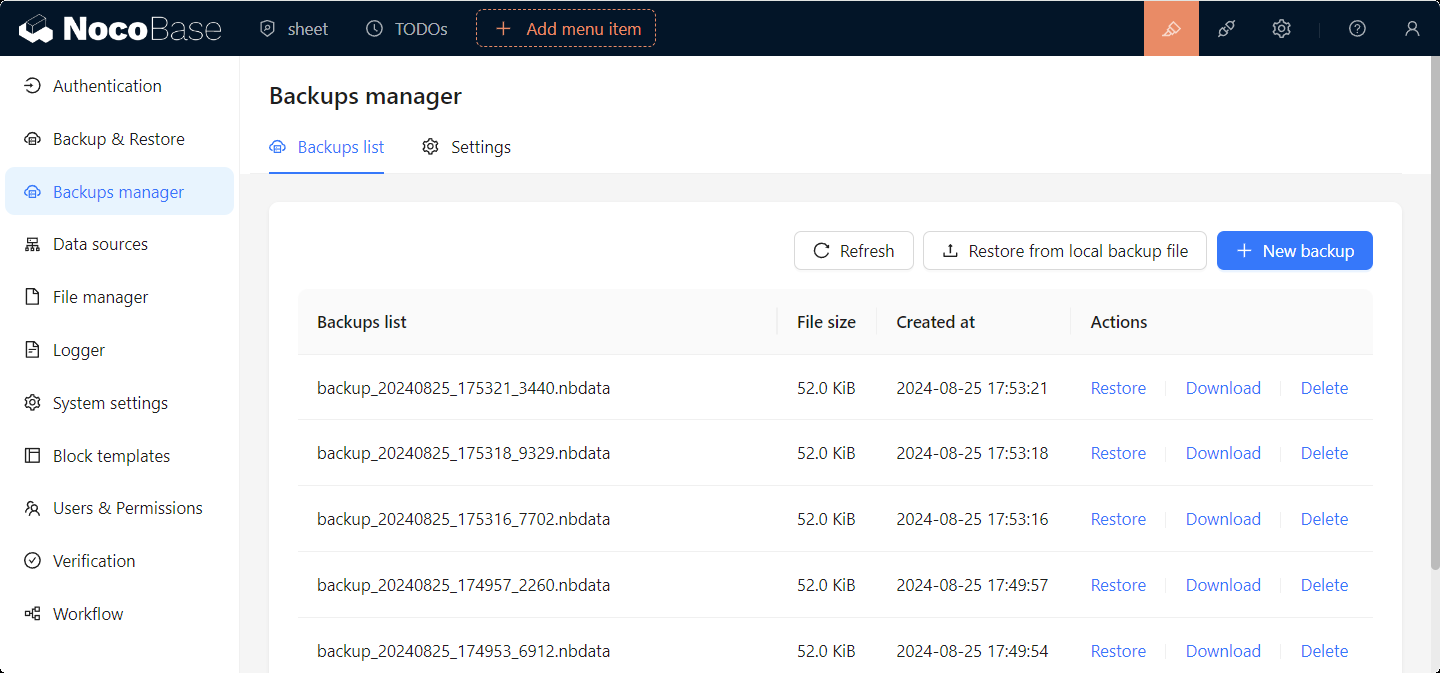 NocoBase sheet TODOs + Add menu item
Authentication
Backup & Restore
Backups manager
Data sources
File manager
Logger
System settings
Block templates
Users & Permissions
Verification
Workflow
Backups manager
Backups list Settings
Refresh Restore from local backup file + New backup
Backups list File size Created at Actions
backup_20240825_175321_3440.nbdata 52.0 KiB 2024-08-25 17:53:21 Restore Download Delete
backup_20240825_175318_9329.nbdata 52.0 KiB 2024-08-25 17:53:18 Restore Download Delete
backup_20240825_175316_7702.nbdata 52.0 KiB 2024-08-25 17:53:16 Restore Download Delete
backup_20240825_174957_2260.nbdata 52.0 KiB 2024-08-25 17:49:57 Restore Download Delete
backup_20240825_174953_6912.nbdata 52.0 KiB 2024-08-25 17:49:54 Restore Download Delete